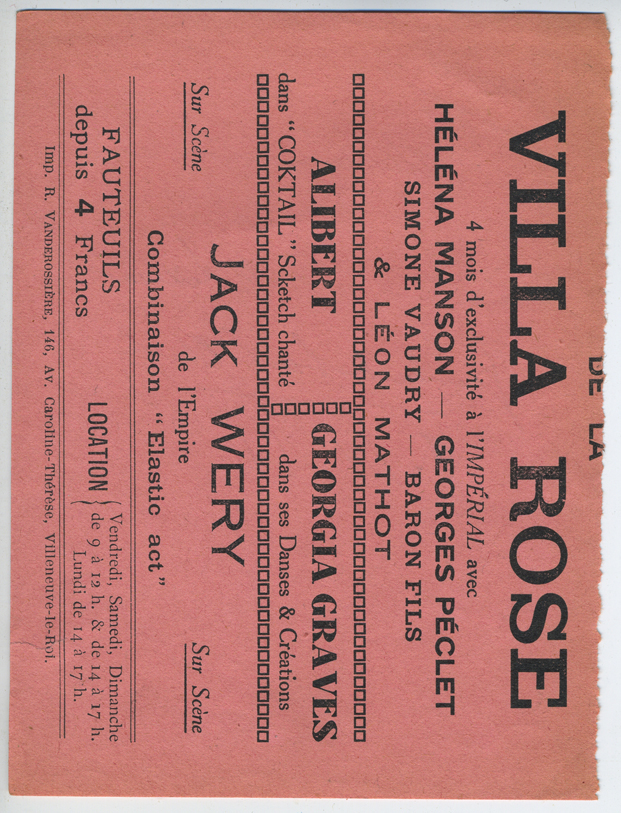 DE LA
VILLA ROSE
4 mois d'exclusivité à l'IMPÉRIAL avec
HÉLÉNA MANSON — GEORGES PÉCLET
SIMONE VAUDRY — BARON FILS
& LÉON MATHOT
ALIBERT
dans "COKTAIL" Scketch chanté
GEORGIA GRAVES
dans ses Danses & Créations
Sur Scène
JACK WERY
Sur Scène
de l'Empire
Combinaison "Elastic act"
FAUTEUILS
depuis 4 Francs
LOCATION
Vendredi, Samedi, Dimanche
de 9 à 12 h. & de 14 à 17 h.
Lundi de 14 à 17 h.
Imp. R. VANDEROSSIÈRE, 146, Av. Caroline-Thérèse, Villeneuve-le-Roi.